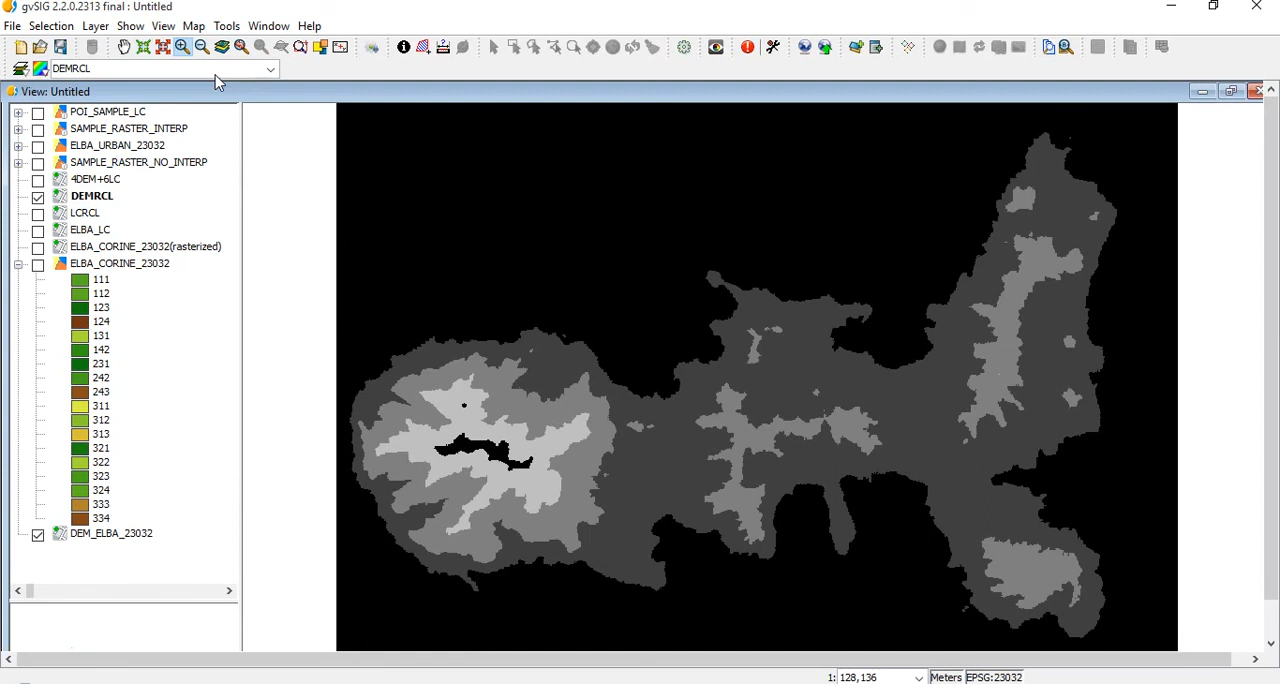 gvSIG 2.2.0.2313 final : Untitled
File Selection Layer Show View Map Tools Window Help
DEMRCL
View: Untitled
POI_SAMPLE_LC
SAMPLE_RASTER_INTERP
ELBA_URBAN_23032
SAMPLE_RASTER_NO_INTERP
4DEM+6LC
DEMRCL
LCRCL
ELBA_LC
ELBA_CORINE_23032(rasterized)
ELBA_CORINE_23032
111
112
123
124
131
142
231
242
243
311
312
313
321
322
323
324
333
334
DEM_ELBA_23032
1: 128,136 Meters EPSG:23032